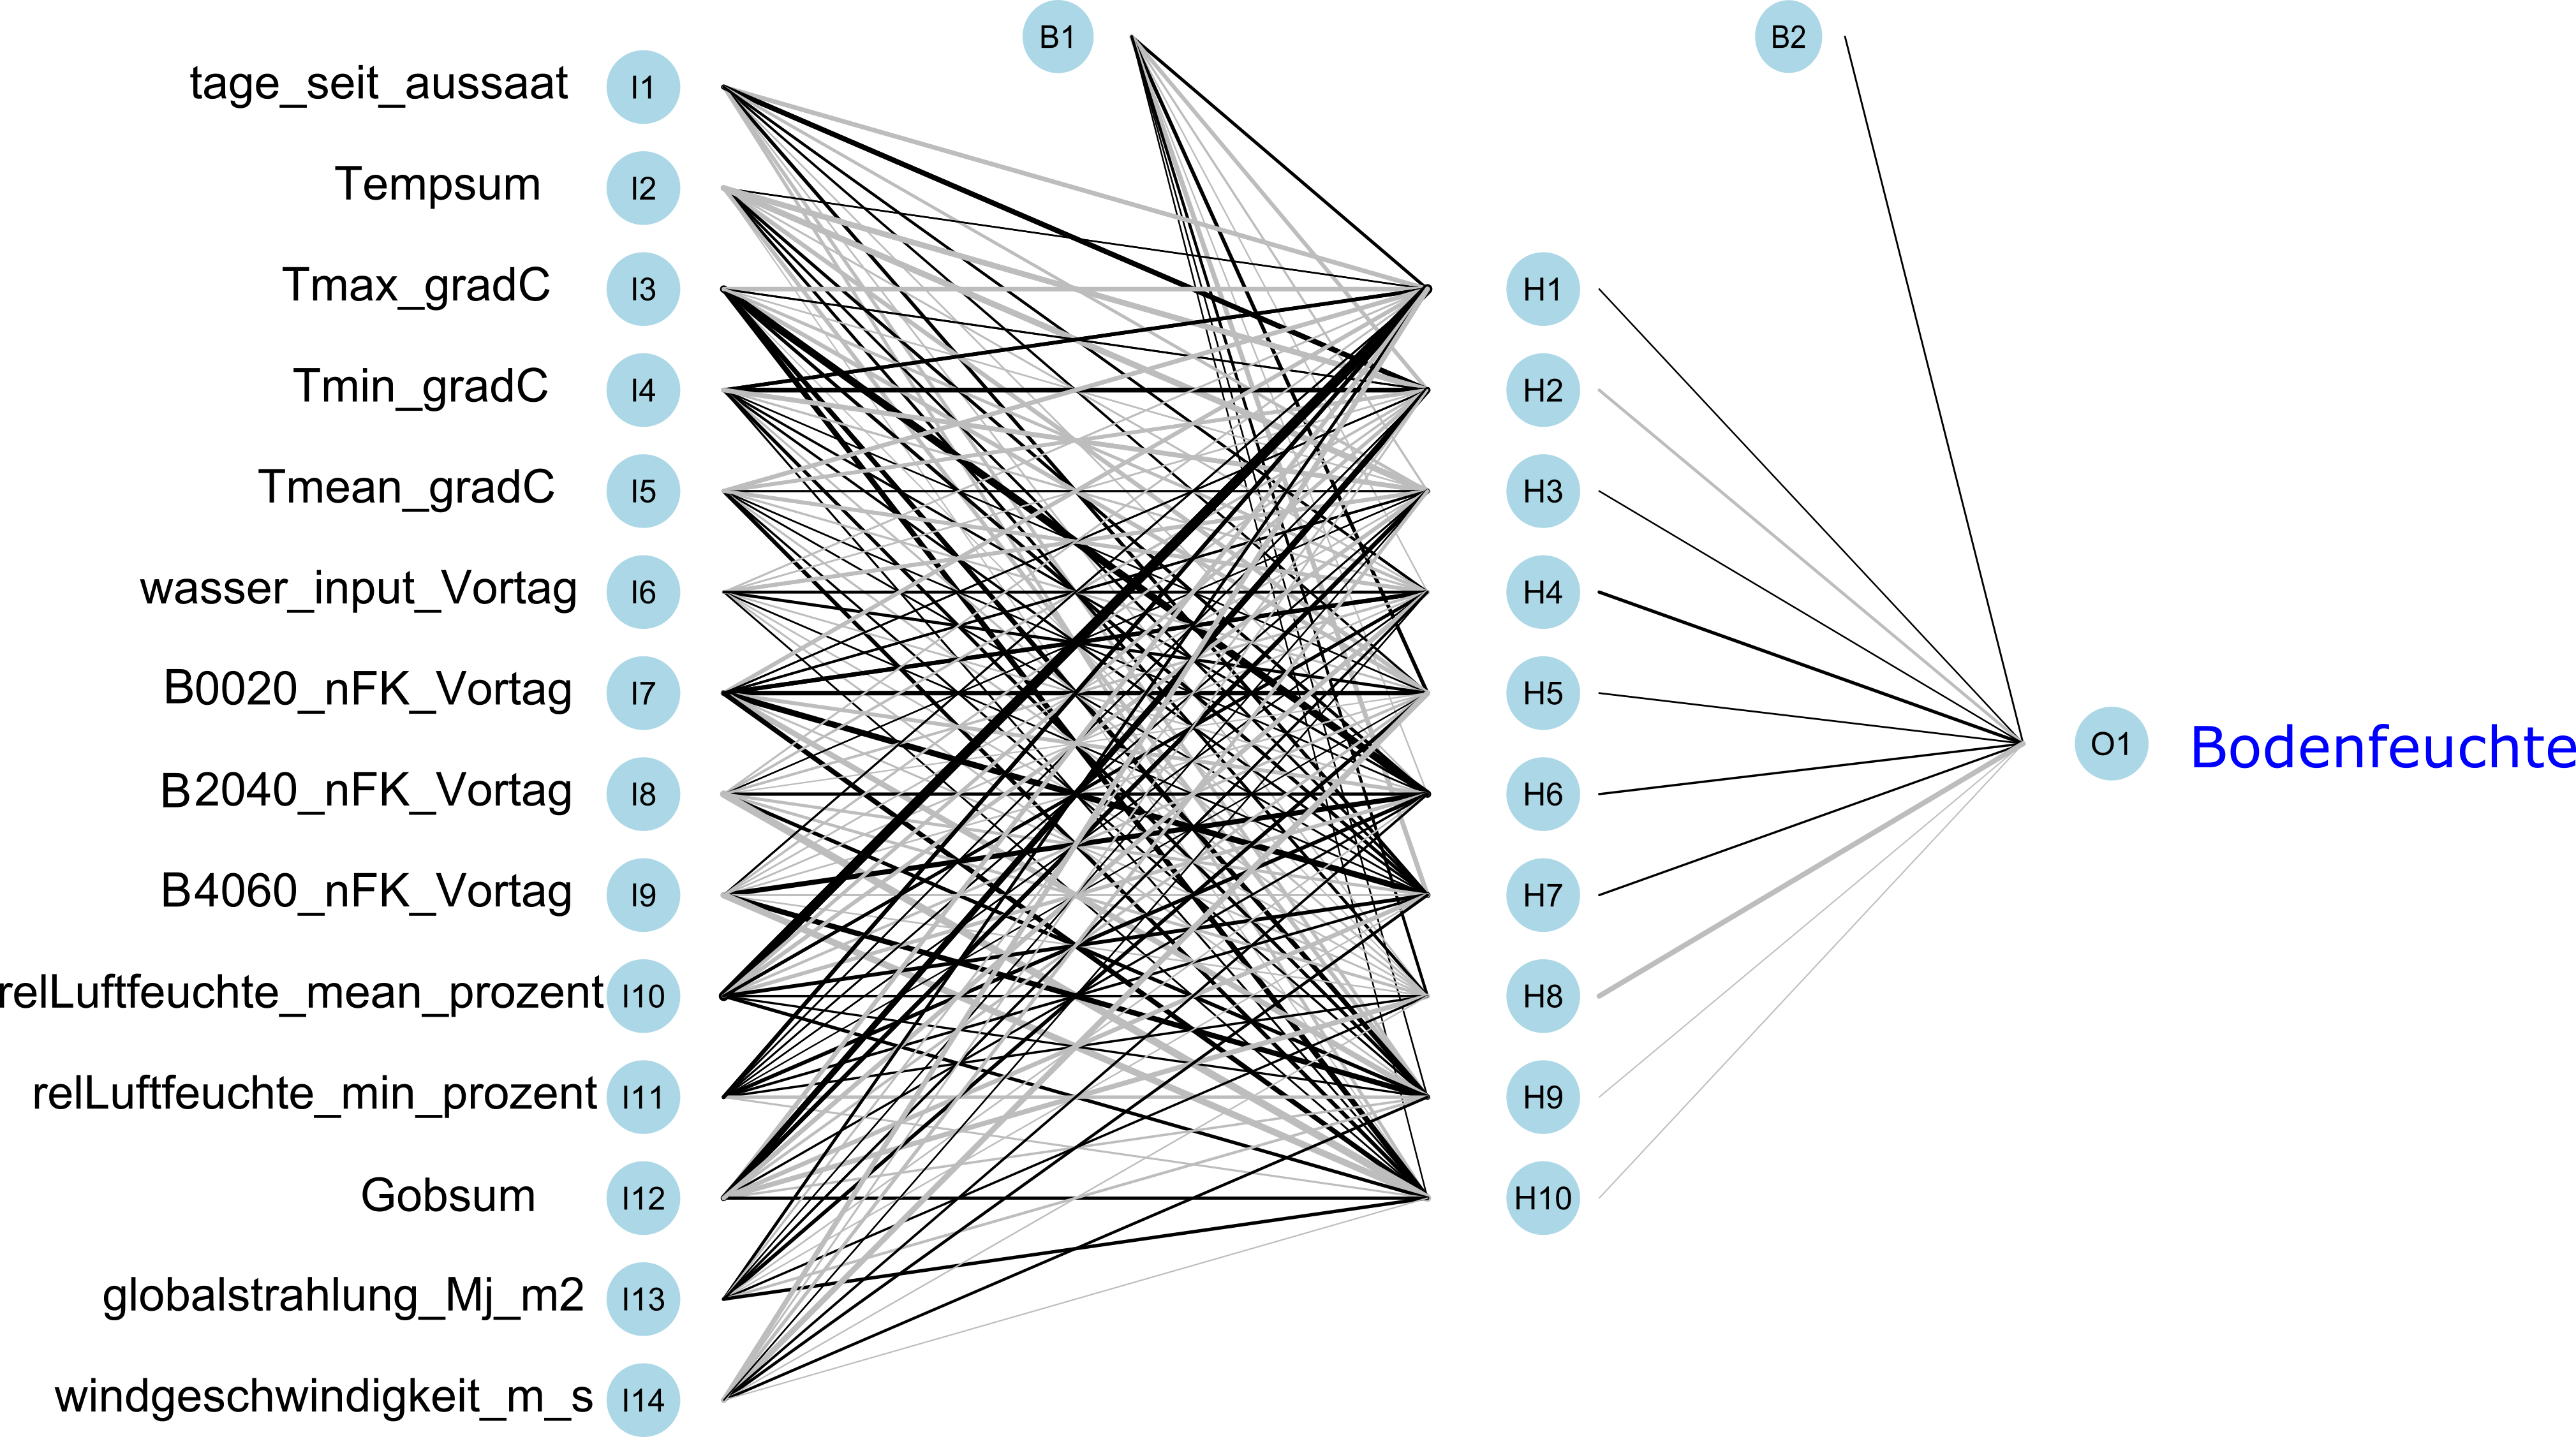 B1
B2
tage_seit_aussaat I1
Tempsum I2
Tmax_gradC I3 H1
Tmin_gradC I4 H2
Tmean_gradC I5 H3
wasser_input_Vortag I6 H4
B0020_nFK_Vortag I7 H5
O1 Bodenfeuchte
B2040_nFK_Vortag I8 H6
B4060_nFK_Vortag I9 H7
relLuftfeuchte_mean_prozent I10 H8
relLuftfeuchte_min_prozent I11 H9
Gobsum I12 H10
globalstrahlung_Mj_m2 I13
windgeschwindigkeit_m_s I14